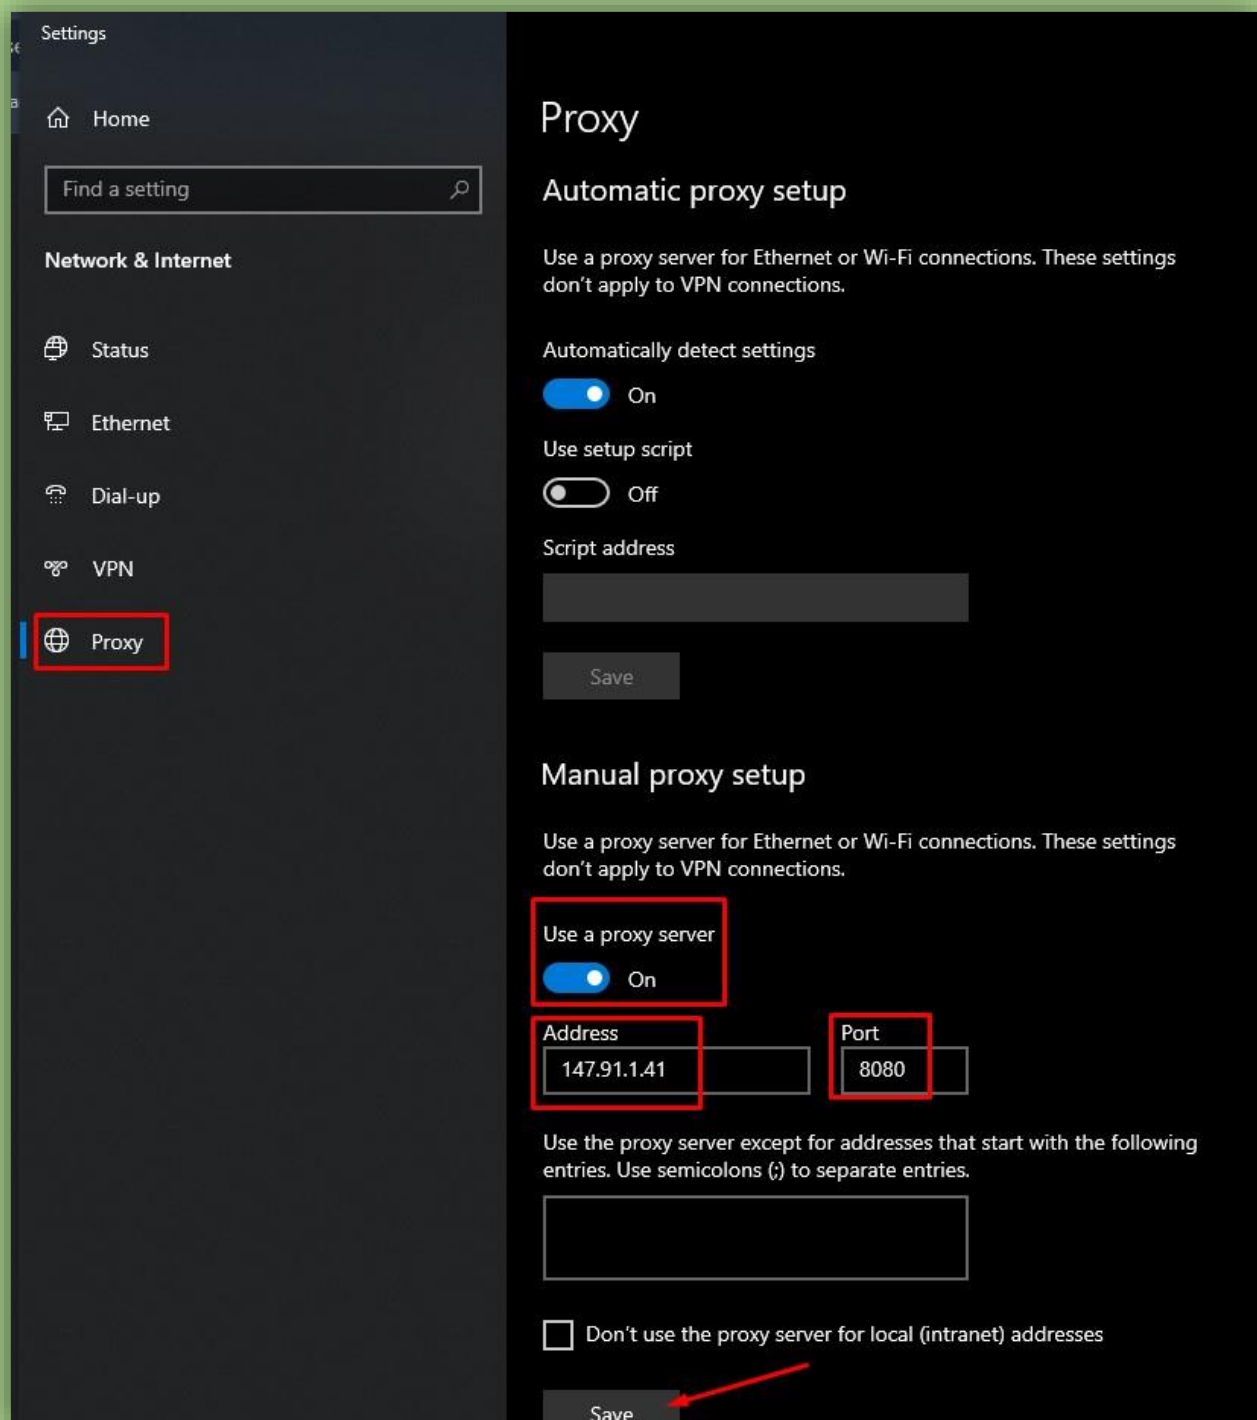 Settings
Home
Find a setting
Network & Internet
Status
Ethernet
Dial-up
VPN
Proxy
Proxy
Automatic proxy setup
Use a proxy server for Ethernet or Wi-Fi connections. These settings
don't apply to VPN connections.
Automatically detect settings
On
Use setup script
Off
Script address
Save
Manual proxy setup
Use a proxy server for Ethernet or Wi-Fi connections. These settings
don't apply to VPN connections.
Use a proxy server
On
Address Port
147.91.1.41 8080
Use the proxy server except for addresses that start with the following
entries. Use semicolons (;) to separate entries.
Don't use the proxy server for local (intranet) addresses
Save